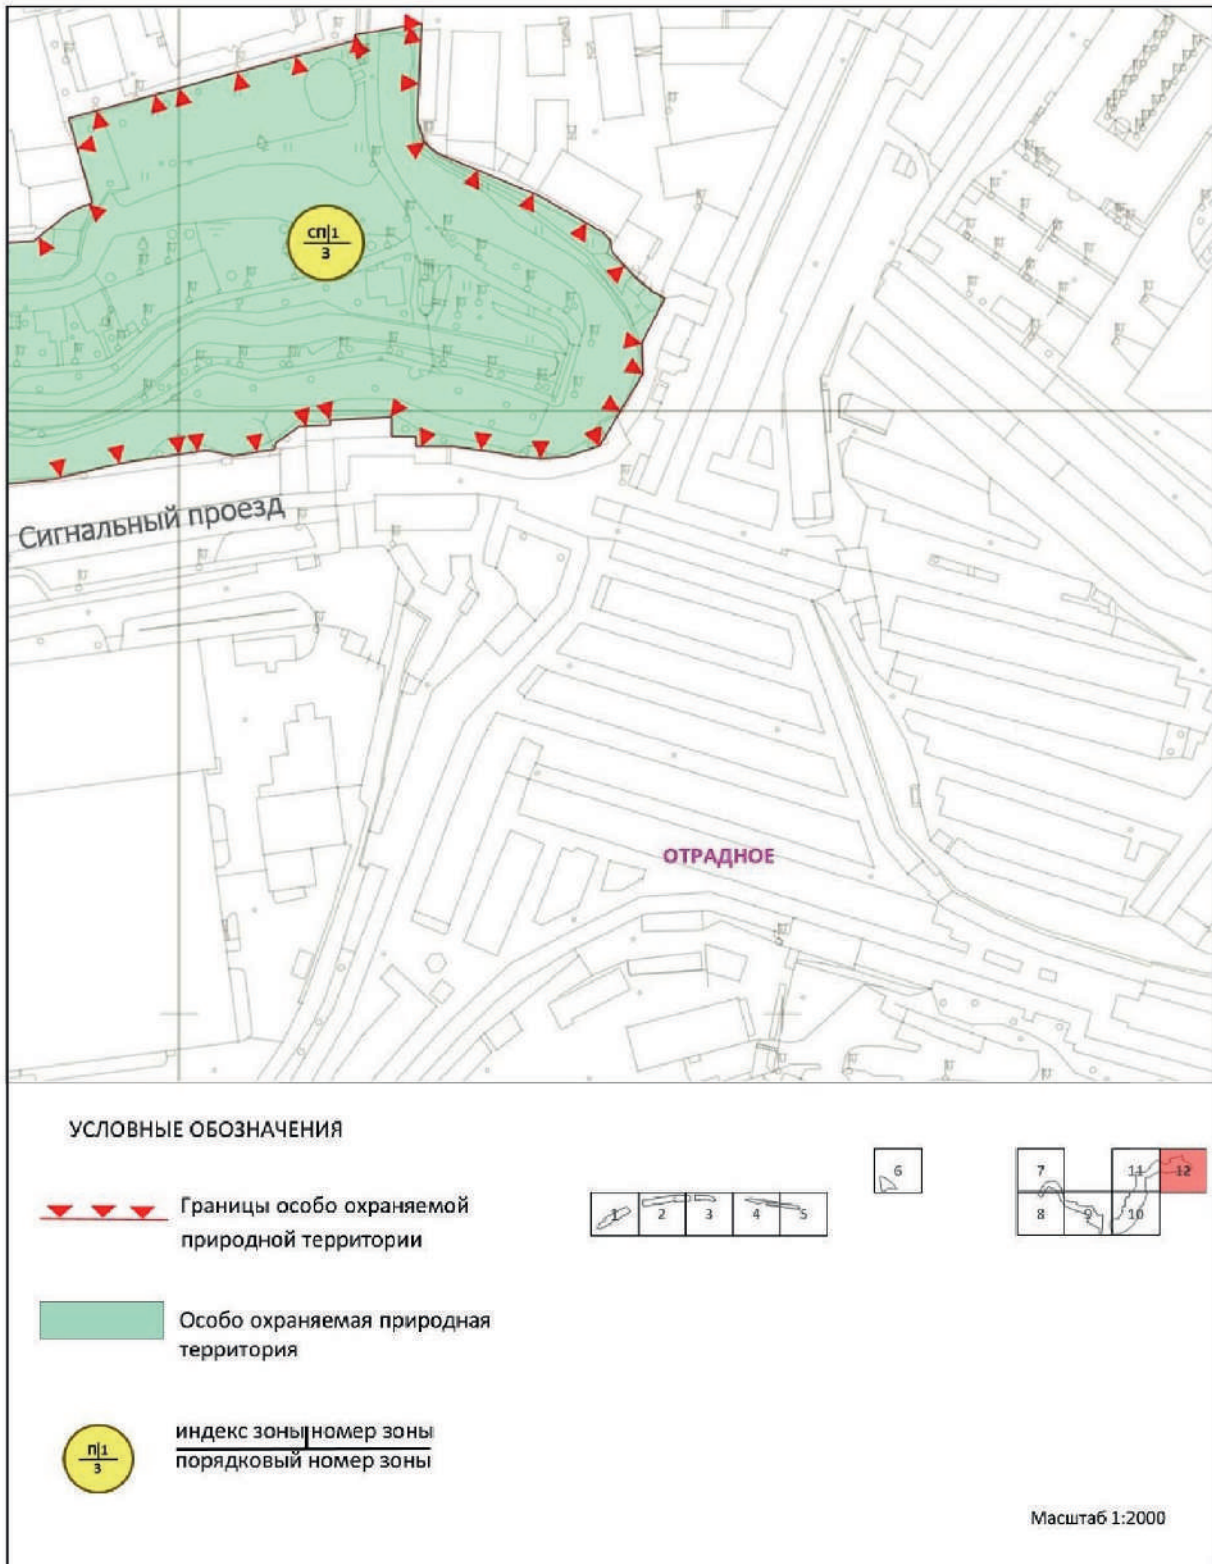 сп|1
3
Сигнальный проезд
ОТРАДНОЕ
УСЛОВНЫЕ ОБОЗНАЧЕНИЯ
Границы особо охраняемой
природной территории
Особо охраняемая природная
территория
п|1
3
индекс зоны|номер зоны
порядковый номер зоны
1 2 3 4 5
6
7 11 12
8 9 10
Масштаб 1:2000